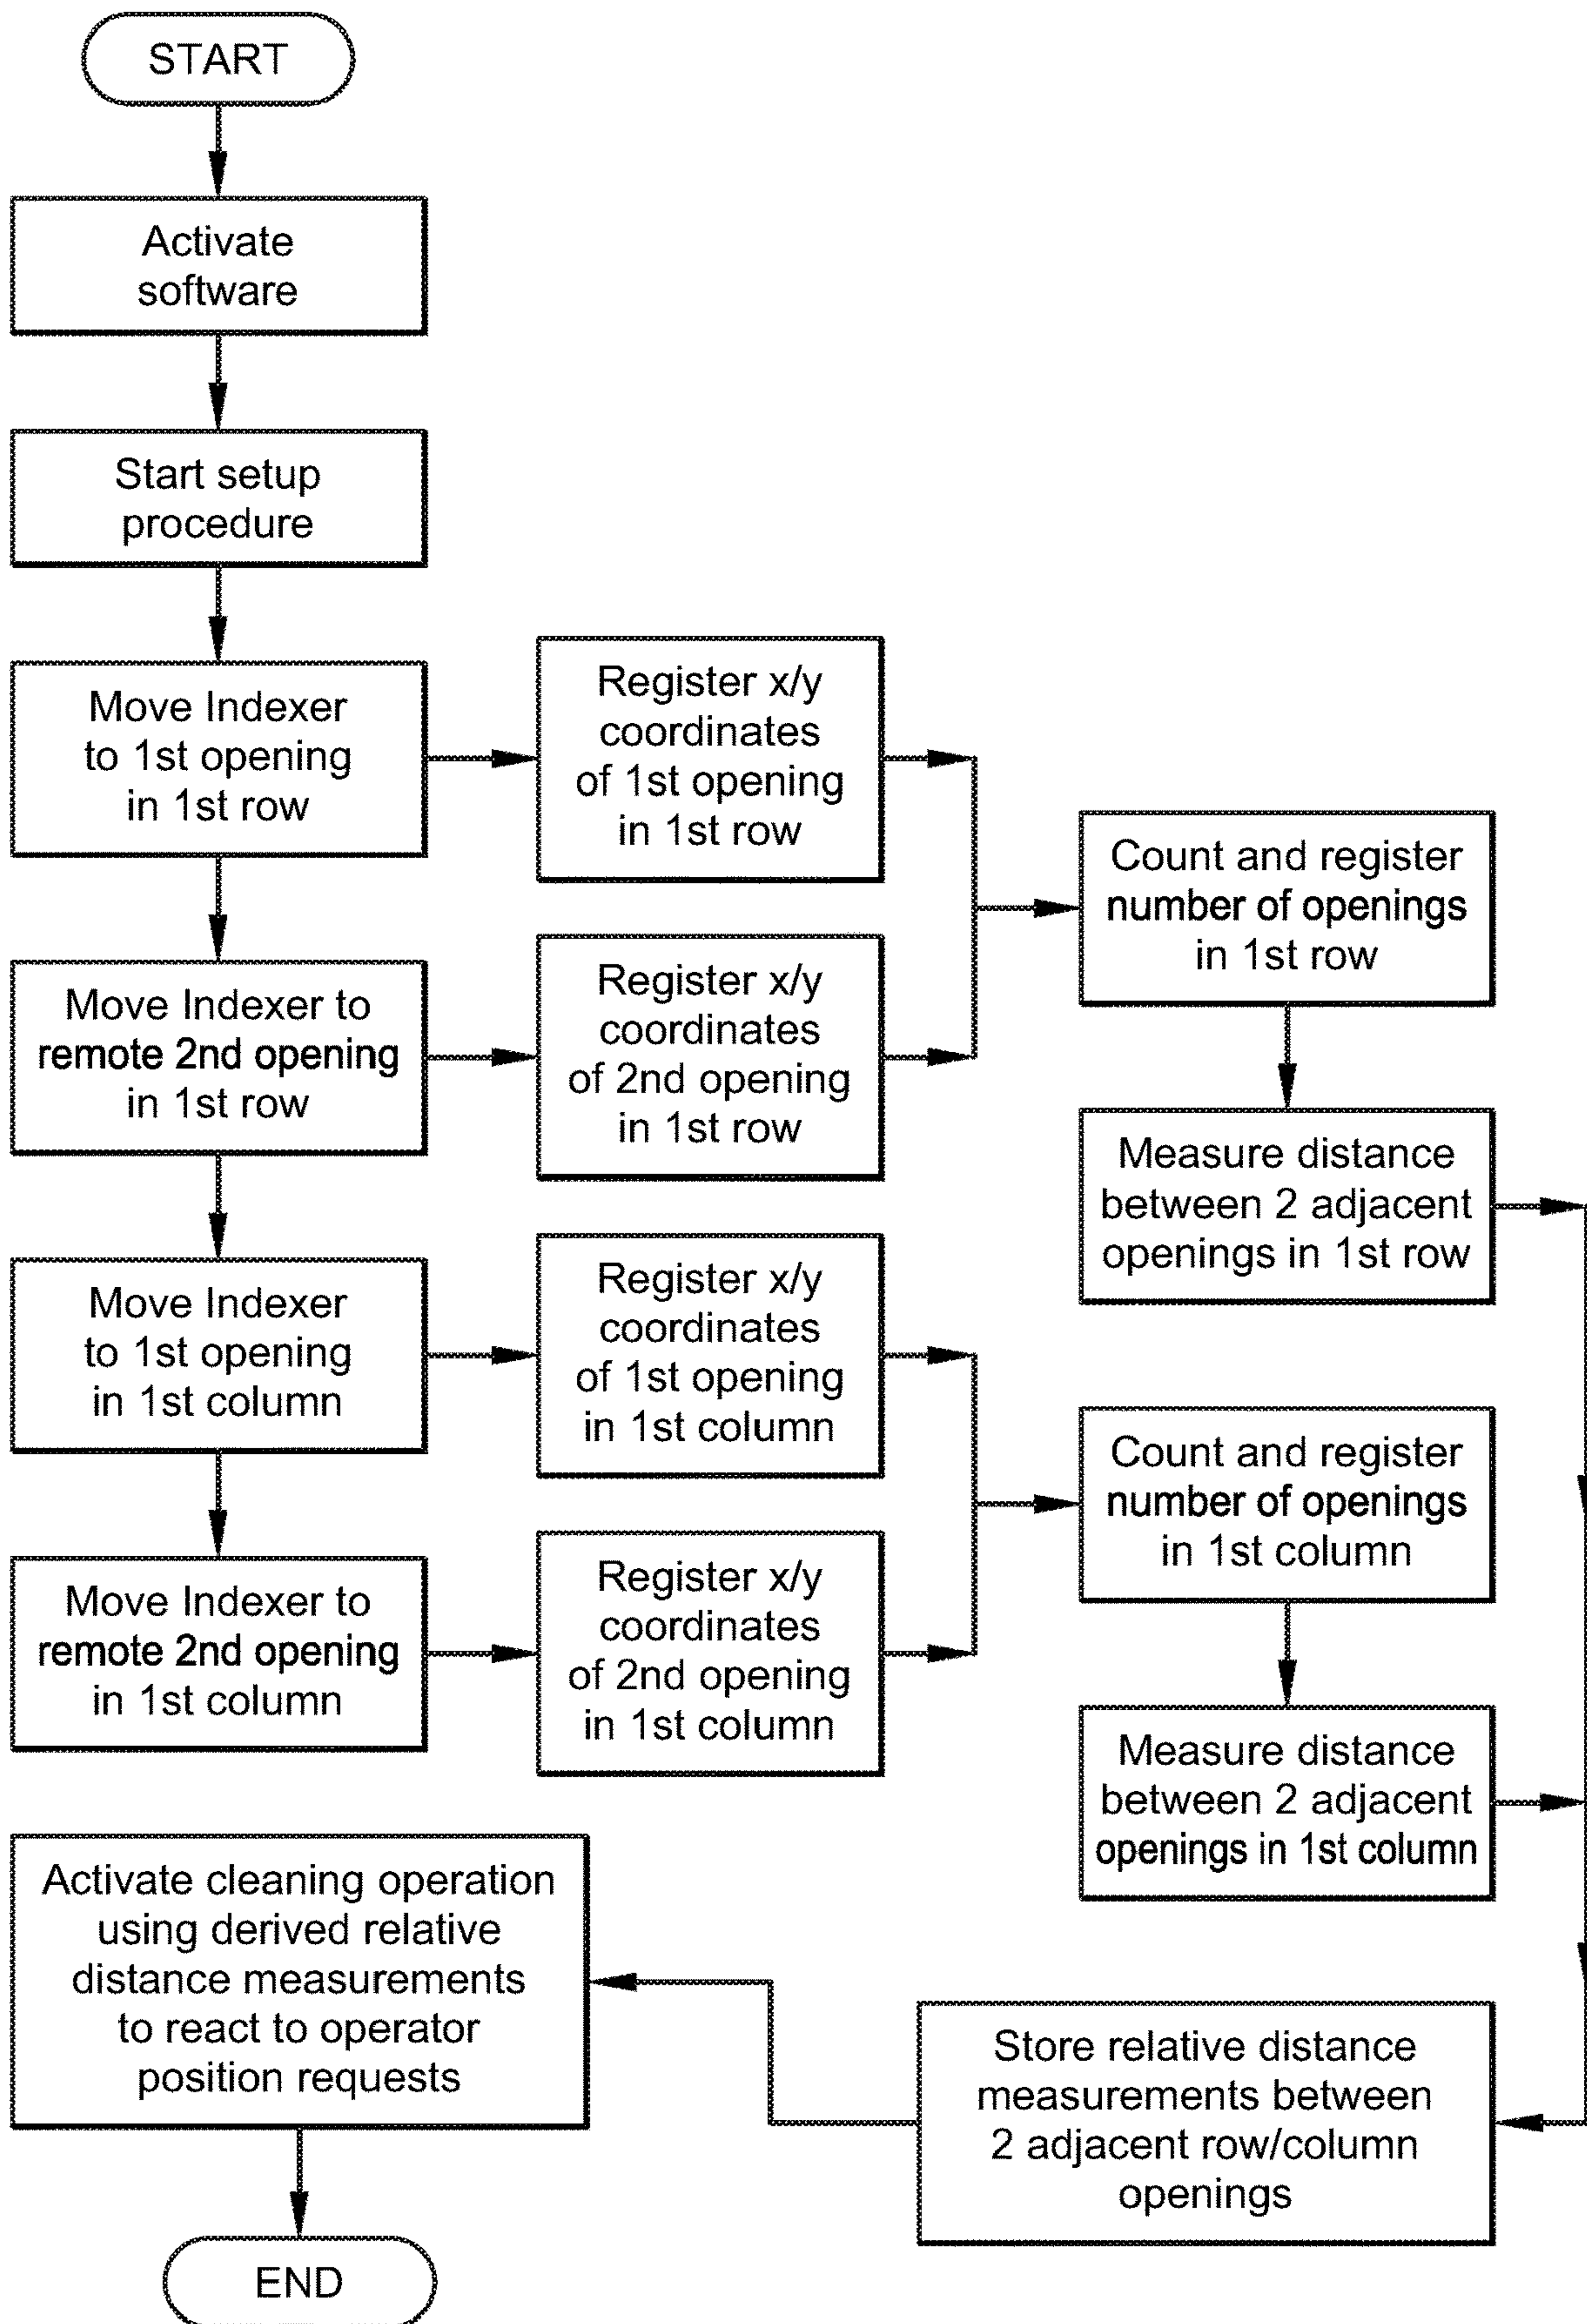 START
Activate
software
Start setup
procedure
Move Indexer
to 1st opening
in 1st row
Register x/y
coordinates
of 1st opening
in 1st row
Move Indexer to
remote 2nd opening
in 1st row
Register x/y
coordinates
of 2nd opening
in 1st row
Count and register
number of openings
in 1st row
Measure distance
between 2 adjacent
openings in 1st row
Move Indexer
to 1st opening
in 1st column
Register x/y
coordinates
of 1st opening
in 1st column
Move Indexer to
remote 2nd opening
in 1st column
Register x/y
coordinates
of 2nd opening
in 1st column
Count and register
number of openings
in 1st column
Measure distance
between 2 adjacent
openings in 1st column
Store relative distance
measurements between
2 adjacent row/column
openings
Activate cleaning operation
using derived relative
distance measurements
to react to operator
position requests
END